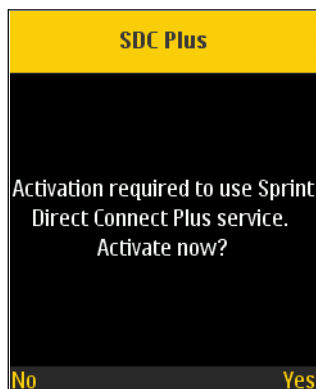 SDC Plus
Activation required to use Sprint
Direct Connect Plus service.
Activate now?
No Yes